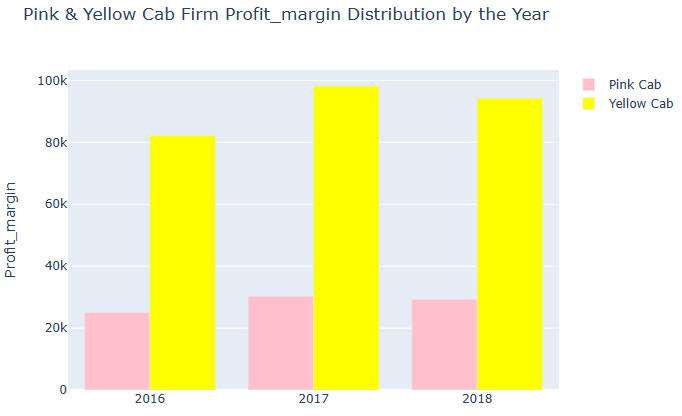 Pink & Yellow Cab Firm Profit_margin Distribution by the Year
Pink Cab
Yellow Cab
Profit_margin
100k
80k
60k
40k
20k
0
2016 2017 2018